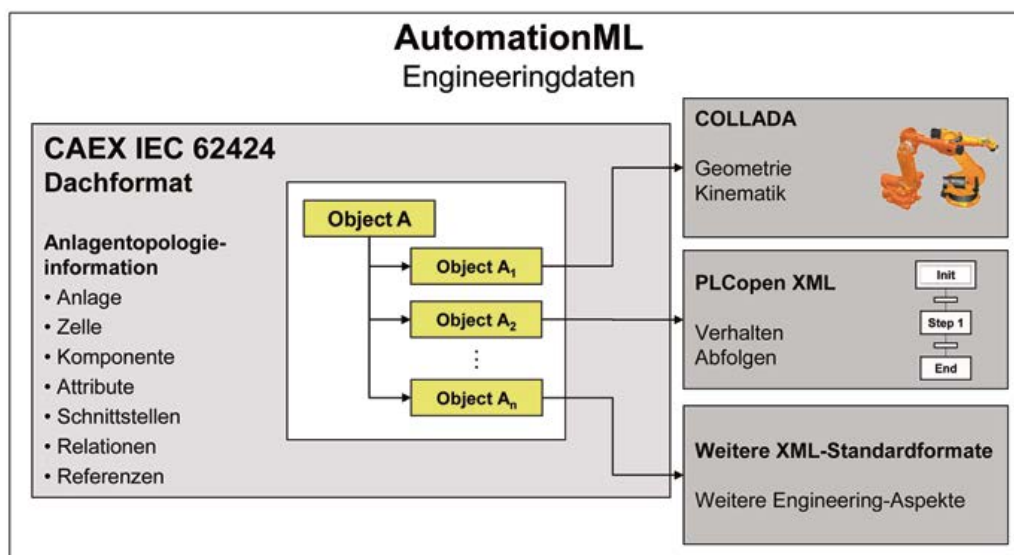 AutomationML
Engineeringdaten
CAEX IEC 62424
Dachformat
Anlagentopologie-
information
• Anlage
• Zelle
• Komponente
• Attribute
• Schnittstellen
• Relationen
• Referenzen
Object A
Object A₁
Object A₂
⋮
Object Aₙ
COLLADA
Geometrie
Kinematik
PLCopen XML
Verhalten
Abfolgen
Init
Step 1
End
Weitere XML-Standardformate
Weitere Engineering-Aspekte